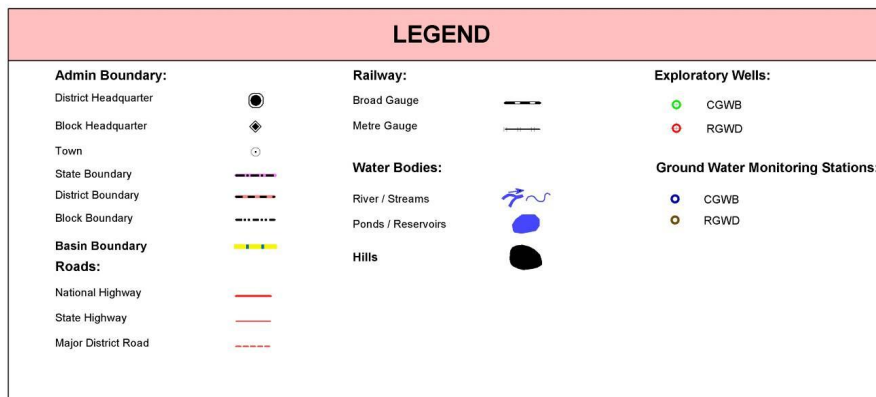 LEGEND
Admin Boundary:
District Headquarter
Block Headquarter
Town
State Boundary
District Boundary
Block Boundary
Basin Boundary
Roads:
National Highway
State Highway
Major District Road
Railway:
Broad Gauge
Metre Gauge
Water Bodies:
River / Streams
Ponds / Reservoirs
Hills
Exploratory Wells:
CGWB
RGWD
Ground Water Monitoring Stations:
CGWB
RGWD